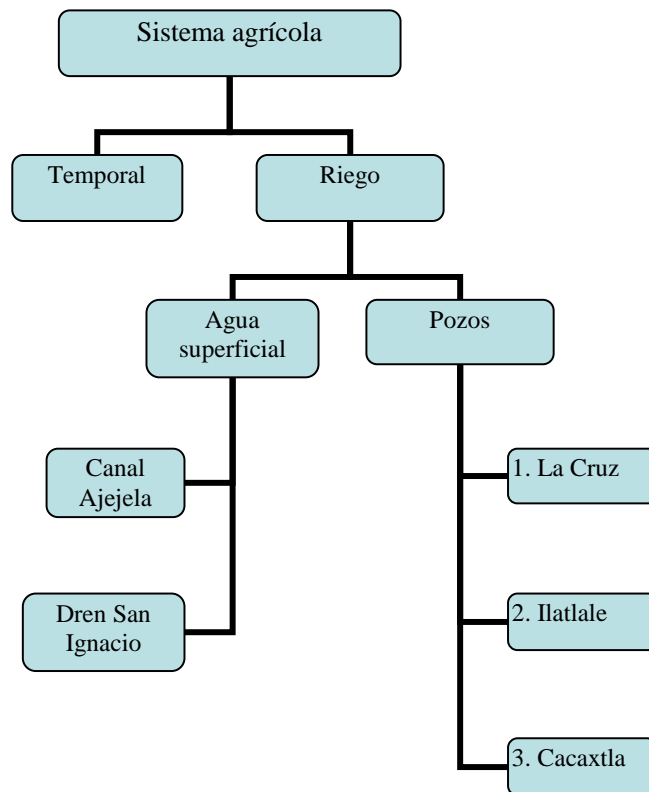 Sistema agrícola
Temporal
Riego
Agua
superficial
Pozos
Canal
Ajejela
1. La Cruz
Dren San
Ignacio
2. Ilatlale
3. Cacaxtla